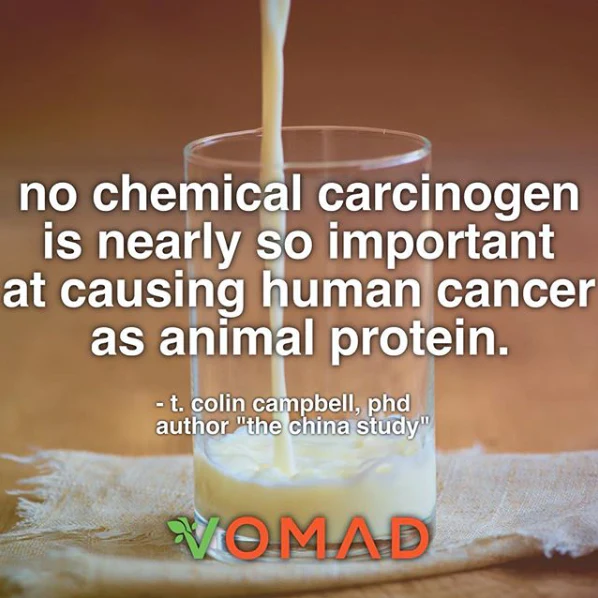 no chemical carcinogen
is nearly so important
at causing human cancer
as animal protein.
- t. colin campbell, phd
author "the china study"
VOMAD